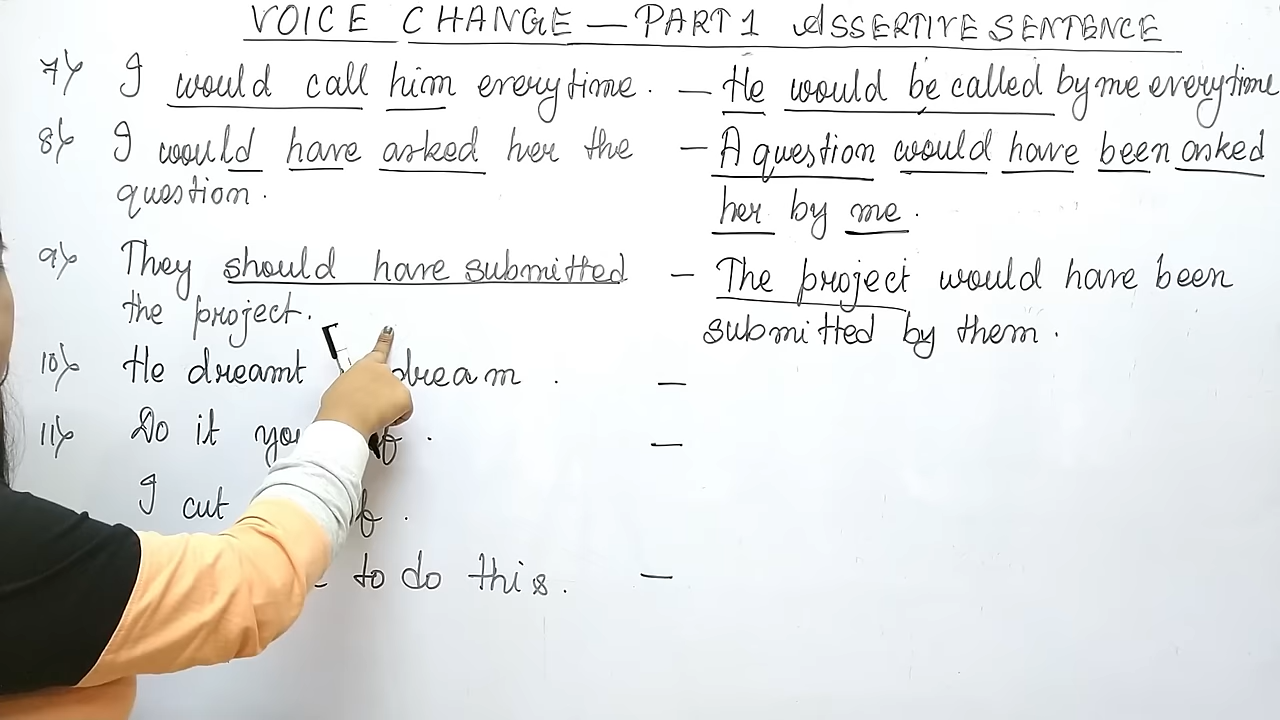 VOICE CHANGE — PART 1 ASSERTIVE SENTENCE
7) I would call him everytime. — He would be called by me everytime
8) I would have asked her the — A question would have been asked
question. her by me.
9) They should have submitted — The project would have been
the project. submitted by them.
10) He dreamt dream. —
11) Do it . —
I cut .
to do this. —